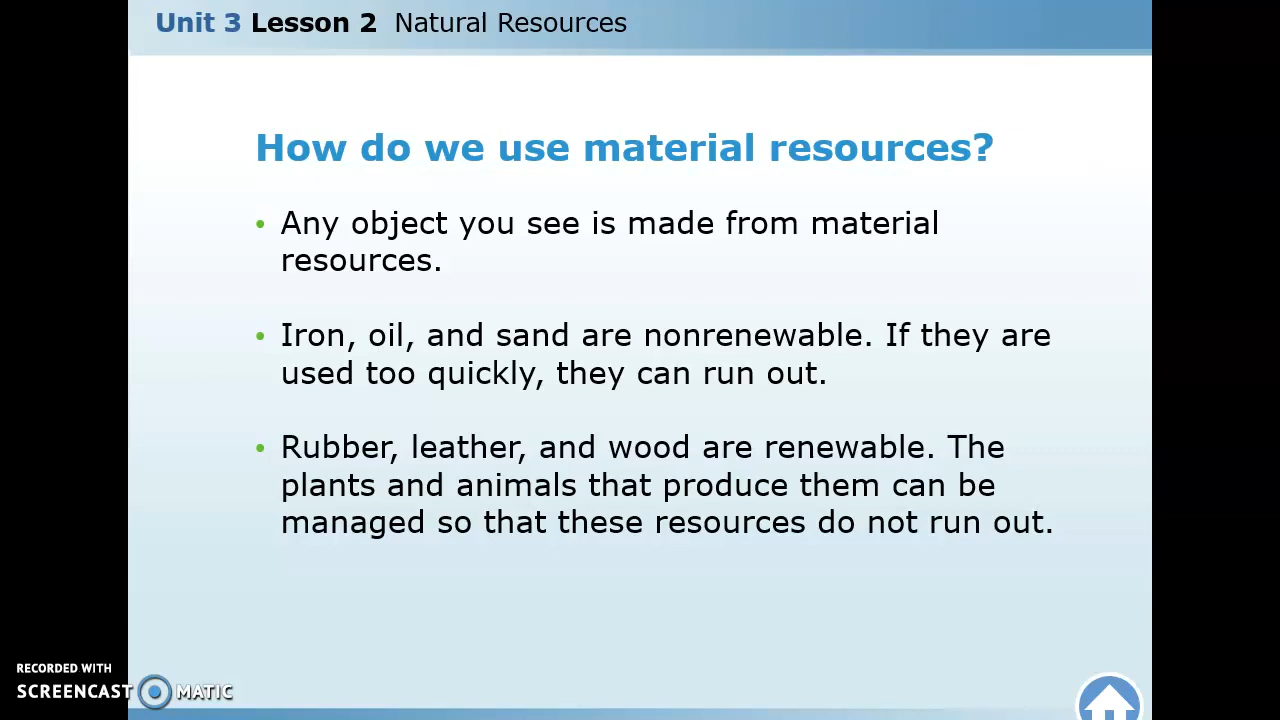 Unit 3 Lesson 2 Natural Resources
How do we use material resources?
• Any object you see is made from material
resources.
• Iron, oil, and sand are nonrenewable. If they are
used too quickly, they can run out.
• Rubber, leather, and wood are renewable. The
plants and animals that produce them can be
managed so that these resources do not run out.
RECORDED WITH
SCREENCAST MATIC